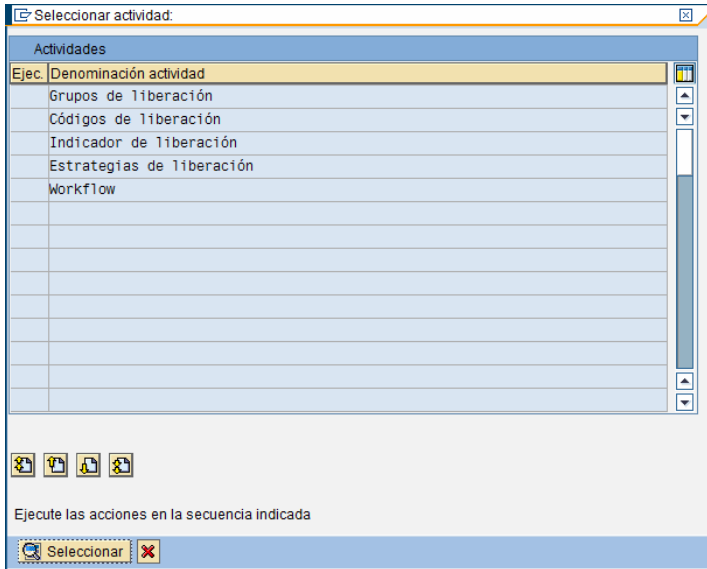 Seleccionar actividad:
Actividades
Ejec. Denominación actividad
Grupos de liberación
Códigos de liberación
Indicador de liberación
Estrategias de liberación
Workflow
Ejecute las acciones en la secuencia indicada
Seleccionar